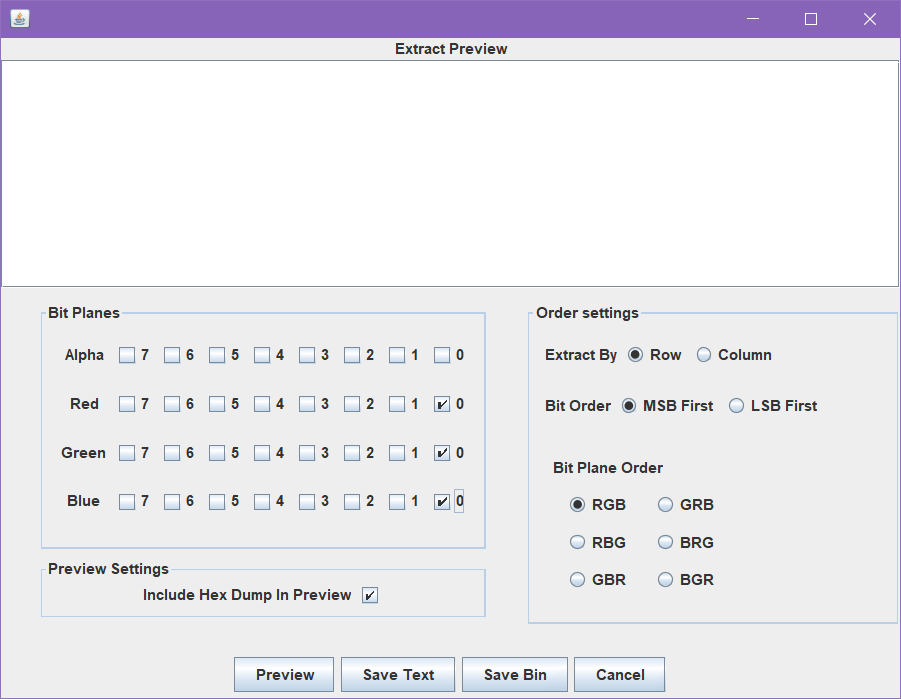 Extract Preview
Bit Planes
Alpha 7 6 5 4 3 2 1 0
Red 7 6 5 4 3 2 1 0
Green 7 6 5 4 3 2 1 0
Blue 7 6 5 4 3 2 1 0
Preview Settings
Include Hex Dump In Preview
Order settings
Extract By Row Column
Bit Order MSB First LSB First
Bit Plane Order
RGB GRB
RBG BRG
GBR BGR
Preview Save Text Save Bin Cancel